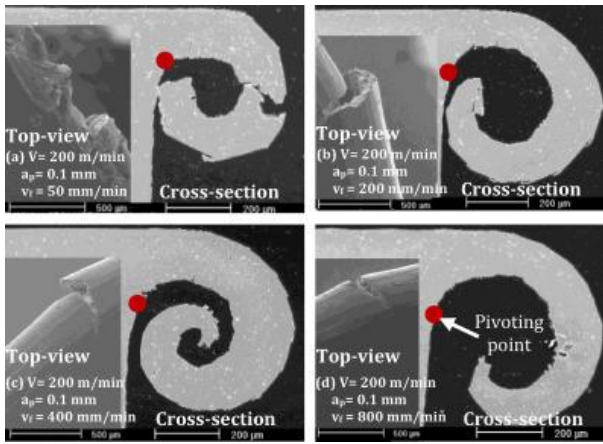 Top-view
(a) V= 200 m/min
aₚ= 0.1 mm
v_f = 50 mm/min
Cross-section
500 µm
200 µm
Top-view
(b) V= 200 m/min
aₚ= 0.1 mm
v_f = 200 mm/min
Cross-section
500 µm
200 µm
Top-view
(c) V= 200 m/min
aₚ= 0.1 mm
v_f = 400 mm/min
Cross-section
500 µm
200 µm
Pivoting
point
Top-view
(d) V= 200 m/min
aₚ= 0.1 mm
v_f = 800 mm/min
Cross-section
500 µm
200 µm